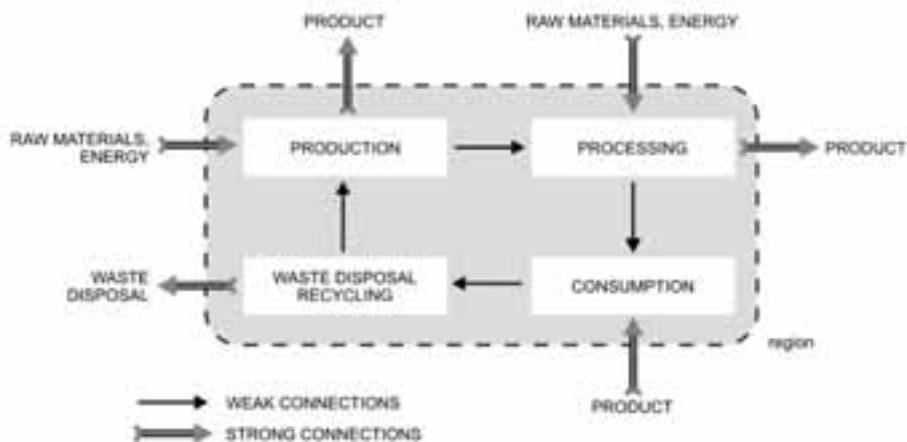 PRODUCT
RAW MATERIALS, ENERGY
RAW MATERIALS,
ENERGY
PRODUCTION
PROCESSING
PRODUCT
WASTE
DISPOSAL
WASTE DISPOSAL
RECYCLING
CONSUMPTION
region
PRODUCT
WEAK CONNECTIONS
STRONG CONNECTIONS